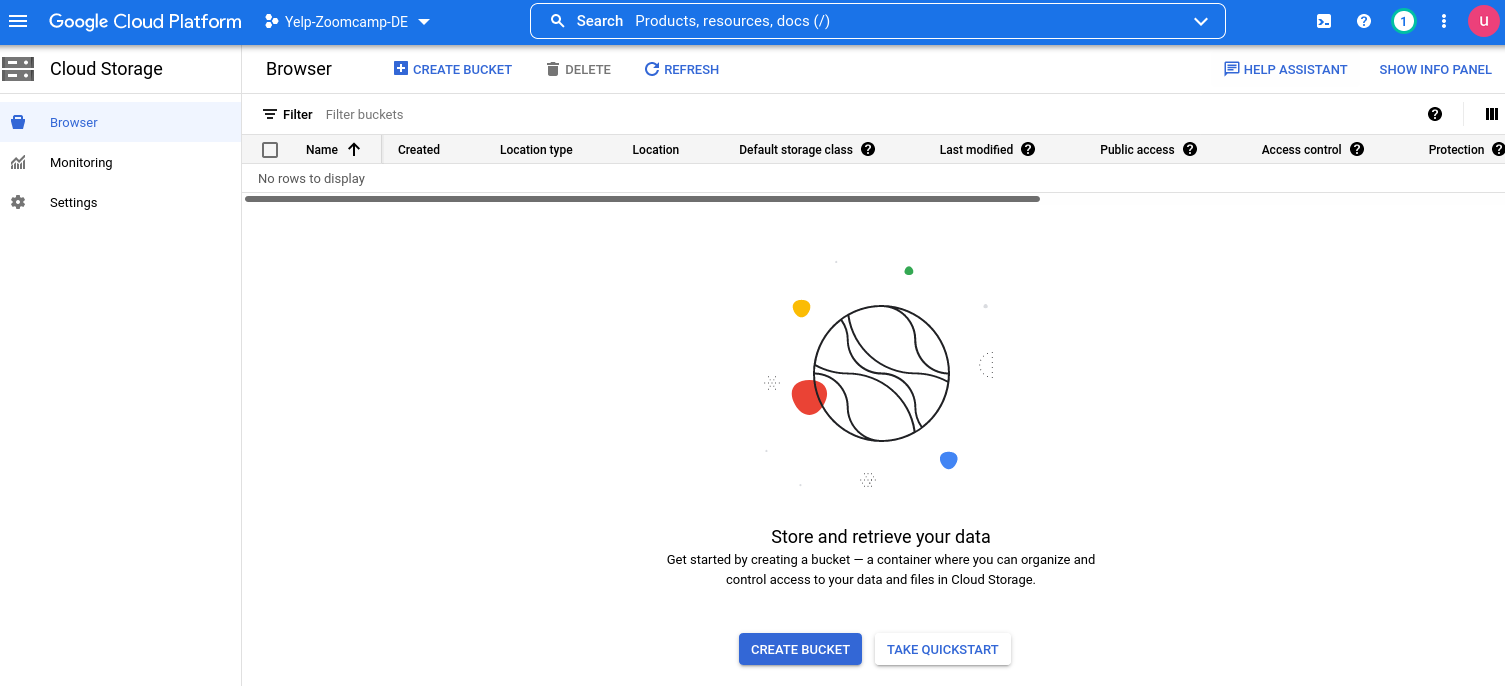 Google Cloud Platform
Yelp-Zoomcamp-DE
Search Products, resources, docs (/)
1
u
Cloud Storage
Browser
CREATE BUCKET
DELETE
REFRESH
HELP ASSISTANT
SHOW INFO PANEL
Browser
Monitoring
Settings
Filter Filter buckets
Name Created Location type Location Default storage class Last modified Public access Access control Protection
No rows to display
Store and retrieve your data
Get started by creating a bucket — a container where you can organize and
control access to your data and files in Cloud Storage.
CREATE BUCKET
TAKE QUICKSTART